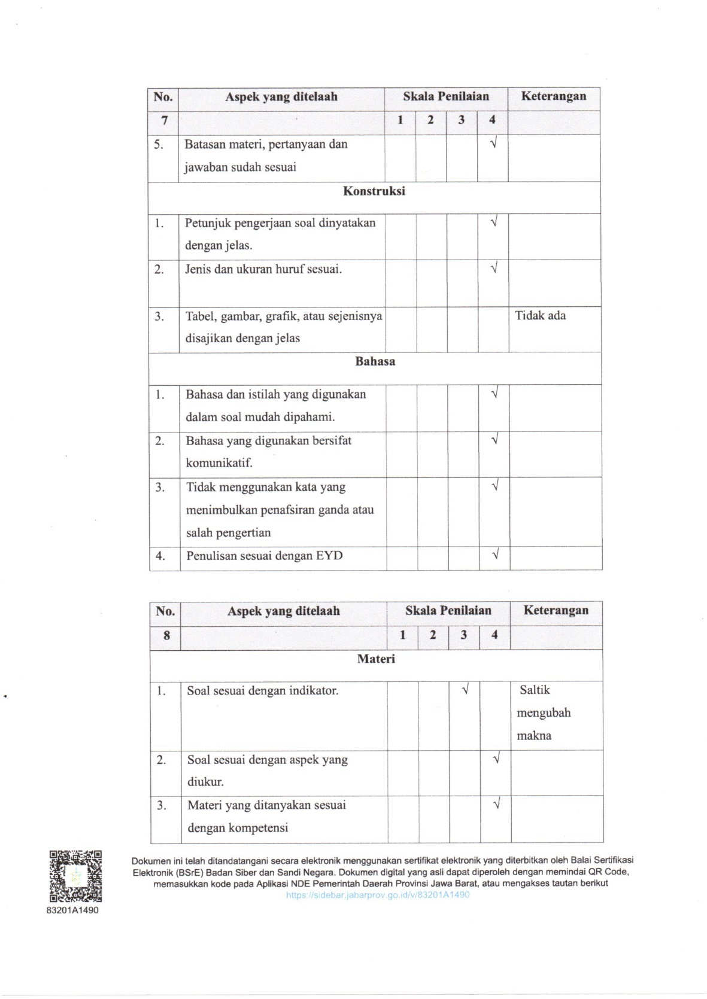 No. Aspek yang ditelaah Skala Penilaian Keterangan
7 1 2 3 4
5. Batasan materi, pertanyaan dan √
jawaban sudah sesuai
Konstruksi
1. Petunjuk pengerjaan soal dinyatakan √
dengan jelas.
2. Jenis dan ukuran huruf sesuai. √
3. Tabel, gambar, grafik, atau sejenisnya Tidak ada
disajikan dengan jelas
Bahasa
1. Bahasa dan istilah yang digunakan √
dalam soal mudah dipahami.
2. Bahasa yang digunakan bersifat √
komunikatif.
3. Tidak menggunakan kata yang √
menimbulkan penafsiran ganda atau
salah pengertian
4. Penulisan sesuai dengan EYD √
No. Aspek yang ditelaah Skala Penilaian Keterangan
8 1 2 3 4
Materi
1. Soal sesuai dengan indikator. √ Saltik
mengubah
makna
2. Soal sesuai dengan aspek yang √
diukur.
3. Materi yang ditanyakan sesuai √
dengan kompetensi
Dokumen ini telah ditandatangani secara elektronik menggunakan sertifikat elektronik yang diterbitkan oleh Balai Sertifikasi
Elektronik (BSrE) Badan Siber dan Sandi Negara. Dokumen digital yang asli dapat diperoleh dengan memindai QR Code,
memasukkan kode pada Aplikasi NDE Pemerintah Daerah Provinsi Jawa Barat, atau mengakses tautan berikut
https://sidebar.jabarprov.go.id/v/83201A1490
83201A1490